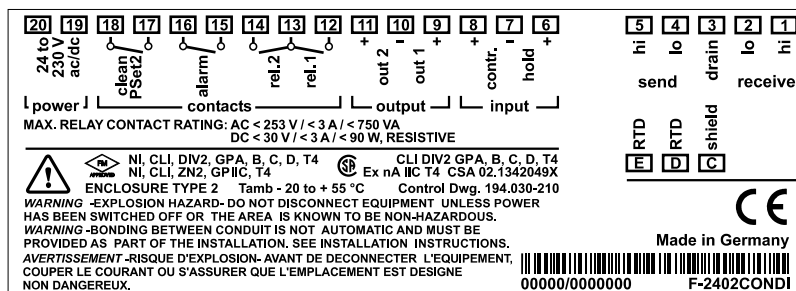 20 19 18 17 16 15 14 13 12 11 10 9 8 7 6 5 4 3 2 1
24 to
230 V
ac/dc
clean
PSet2
alarm
rel.2
rel.1
+ - + + - +
out 2
out 1
contr.
hold
hi lo drain lo hi
send receive
power contacts output input
MAX. RELAY CONTACT RATING: AC < 253 V / < 3 A / < 750 VA
DC < 30 V / < 3 A / < 90 W, RESISTIVE
RTD RTD shield
E D C
FM
APPROVED
NI, CLI, DIV2, GPA, B, C, D, T4
NI, CLI, ZN2, GPIIC, T4
CLI DIV2 GP A, B, C, D, T4
Ex nA IIC T4 CSA 02.1342049X
ENCLOSURE TYPE 2 Tamb - 20 to + 55 °C Control Dwg. 194.030-210
WARNING -EXPLOSION HAZARD- DO NOT DISCONNECT EQUIPMENT UNLESS POWER
HAS BEEN SWITCHED OFF OR THE AREA IS KNOWN TO BE NON-HAZARDOUS.
WARNING -BONDING BETWEEN CONDUIT IS NOT AUTOMATIC AND MUST BE
PROVIDED AS PART OF THE INSTALLATION. SEE INSTALLATION INSTRUCTIONS.
AVERTISSEMENT -RISQUE D'EXPLOSION- AVANT DE DECONNECTER L'EQUIPEMENT,
COUPER LE COURANT OU S'ASSURER QUE L'EMPLACEMENT EST DESIGNE
NON DANGEREUX.
CE
Made in Germany
00000/0000000 F-2402CONDI